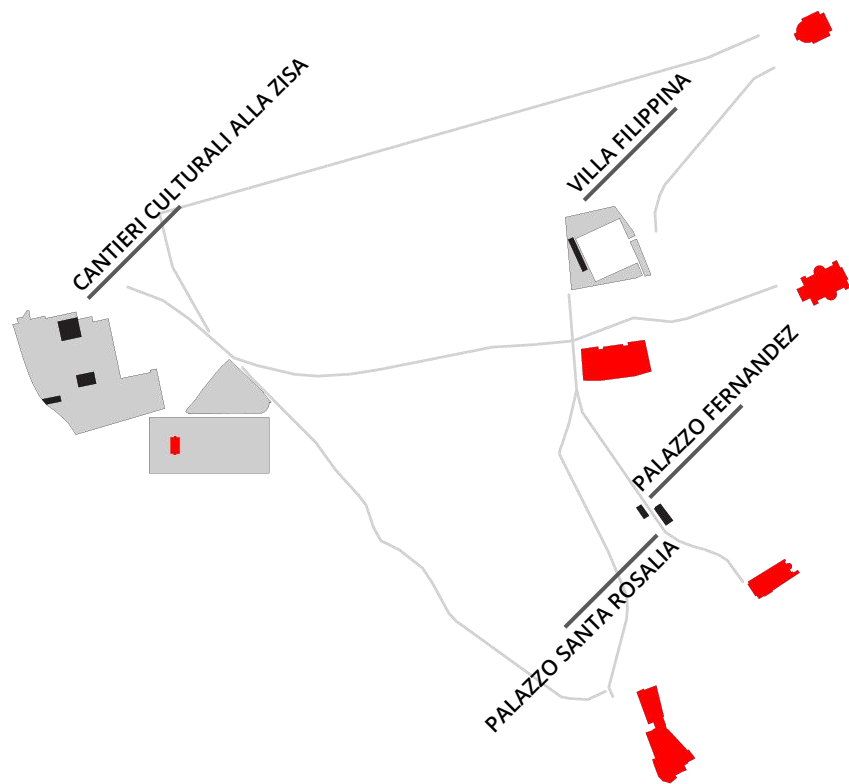 CANTIERI CULTURALI ALLA ZISA
VILLA FILIPPINA
PALAZZO FERNANDEZ
PALAZZO SANTA ROSALIA